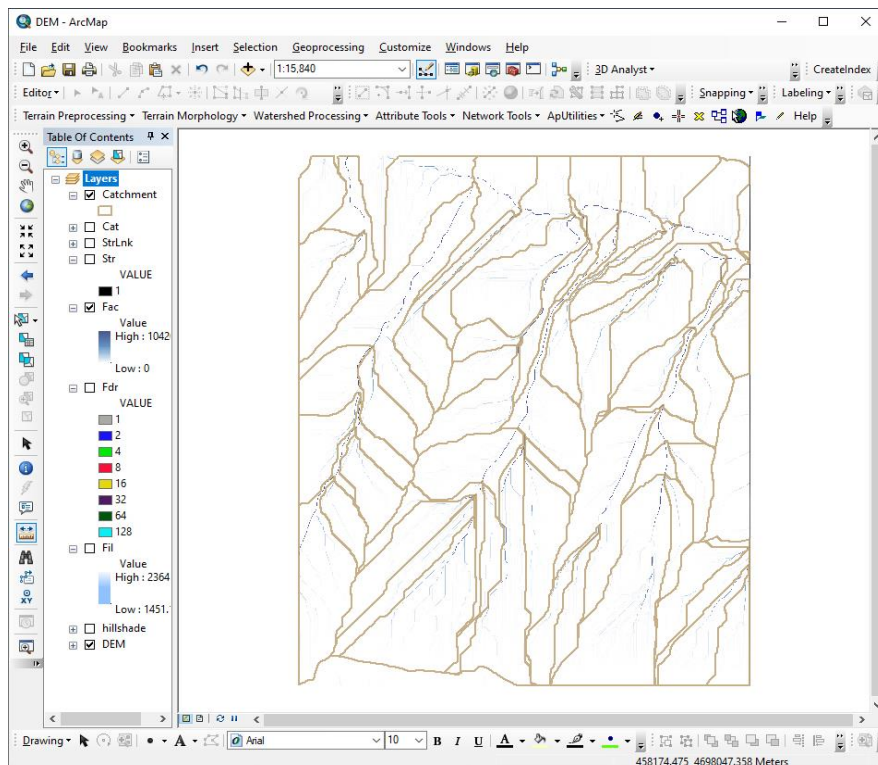 DEM - ArcMap
File Edit View Bookmarks Insert Selection Geoprocessing Customize Windows Help
1:15,840 3D Analyst CreateIndex
Editor Snapping Labeling
Terrain Preprocessing Terrain Morphology Watershed Processing Attribute Tools Network Tools ApUtilities Help
Table Of Contents
Layers
Catchment
Cat
StrLnk
Str
VALUE
1
Fac
Value
High : 1042
Low : 0
Fdr
VALUE
1
2
4
8
16
32
64
128
Fil
Value
High : 2364
Low : 1451.
hillshade
DEM
XY
Drawing A Arial 10 B I U A
458174.475 4698047.358 Meters